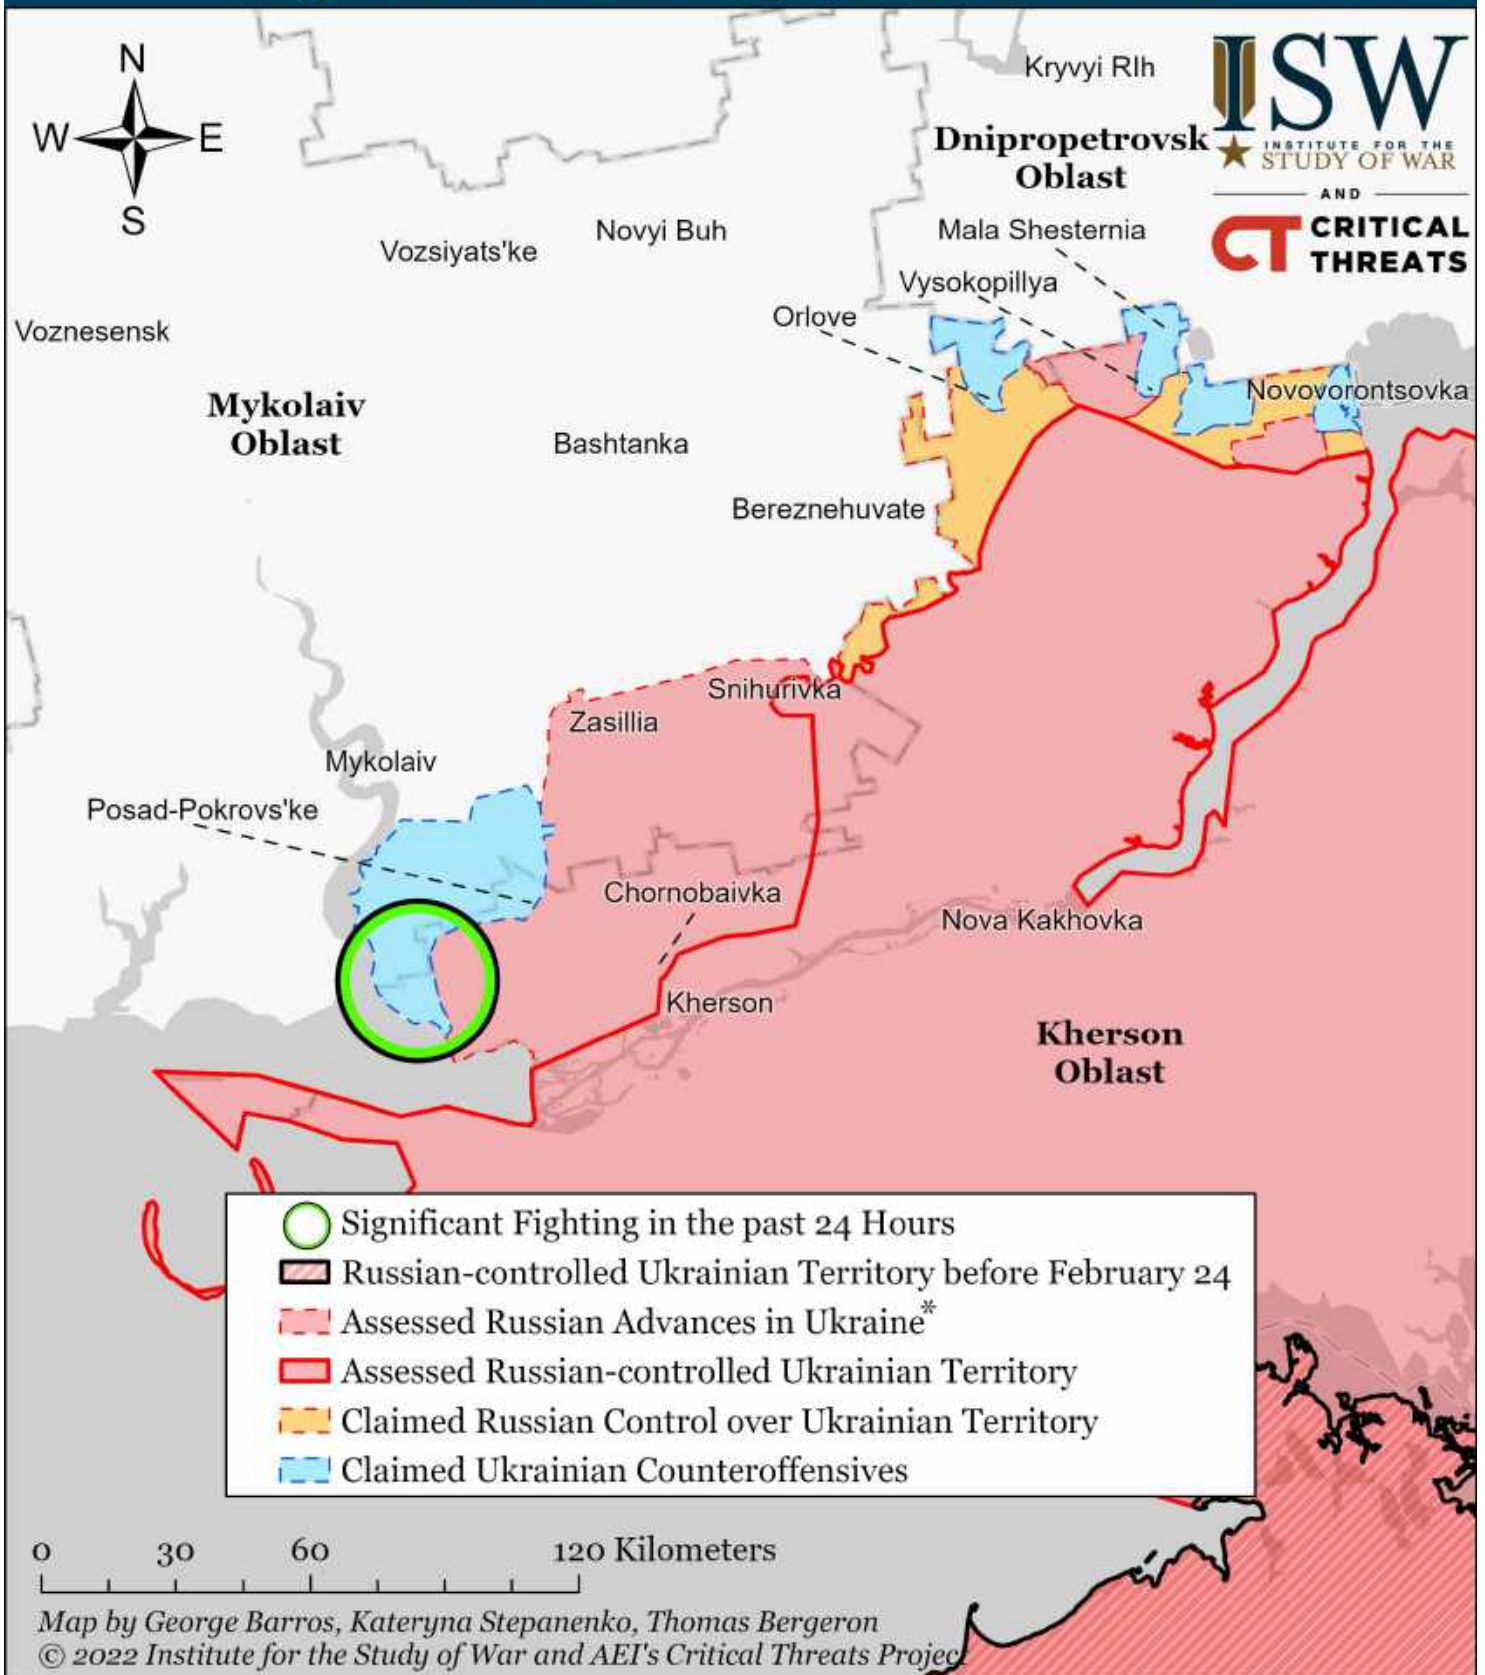 N
W E
S
Kryvyi RIh
ISW
INSTITUTE FOR THE
STUDY OF WAR
AND
CT CRITICAL
THREATS
Dnipropetrovsk
Oblast
Mala Shesternia
Novyi Buh
Vozsiyats'ke
Vysokopillya
Orlove
Voznesensk
Mykolaiv
Oblast
Novovorontsovka
Bashtanka
Bereznehuvate
Snihurivka
Zasillia
Mykolaiv
Posad-Pokrovs'ke
Chornobaivka
Nova Kakhovka
Kherson
Kherson
Oblast
Significant Fighting in the past 24 Hours
Russian-controlled Ukrainian Territory before February 24
Assessed Russian Advances in Ukraine*
Assessed Russian-controlled Ukrainian Territory
Claimed Russian Control over Ukrainian Territory
Claimed Ukrainian Counteroffensives
0 30 60 120 Kilometers
Map by George Barros, Kateryna Stepanenko, Thomas Bergeron
© 2022 Institute for the Study of War and AEI's Critical Threats Project